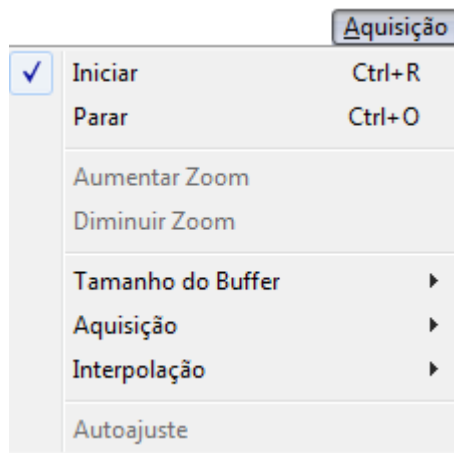 Aquisição
Iniciar Ctrl+R
Parar Ctrl+O
Aumentar Zoom
Diminuir Zoom
Tamanho do Buffer
Aquisição
Interpolação
Autoajuste